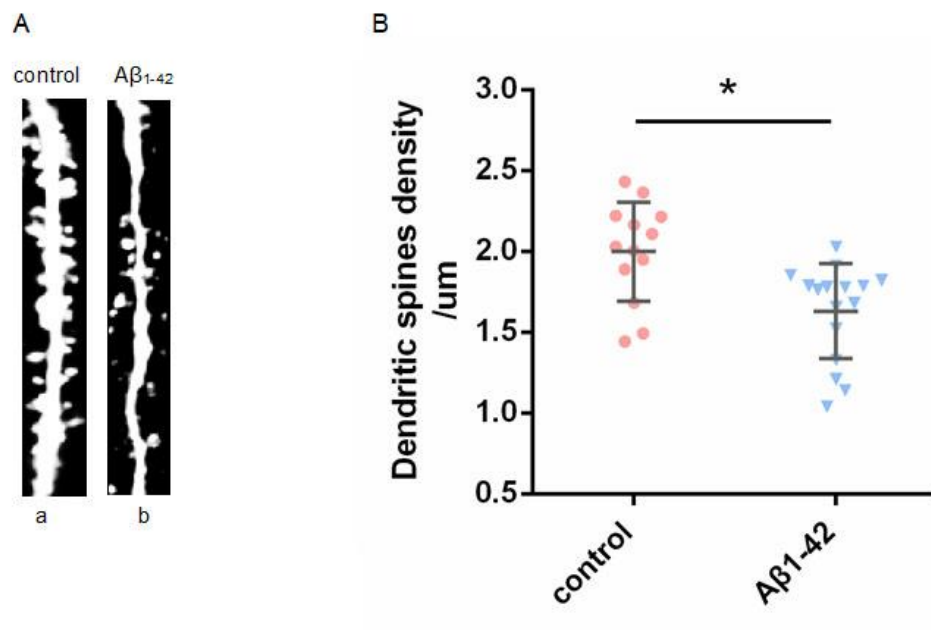 A
control Aβ₁₋₄₂
a b
B
Dendritic spines density
/um
3.0
2.5
2.0
1.5
1.0
0.5
*
control
Aβ1-42